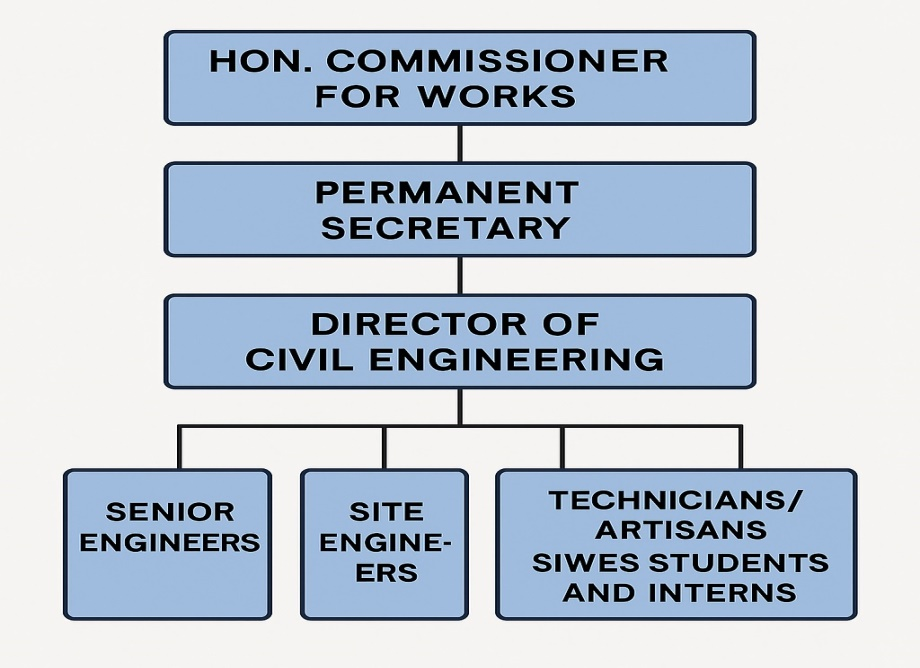 HON. COMMISSIONER
FOR WORKS
PERMANENT
SECRETARY
DIRECTOR OF
CIVIL ENGINEERING
SENIOR
ENGINEERS
SITE
ENGINE-
ERS
TECHNICIANS/
ARTISANS
SIWES STUDENTS
AND INTERNS